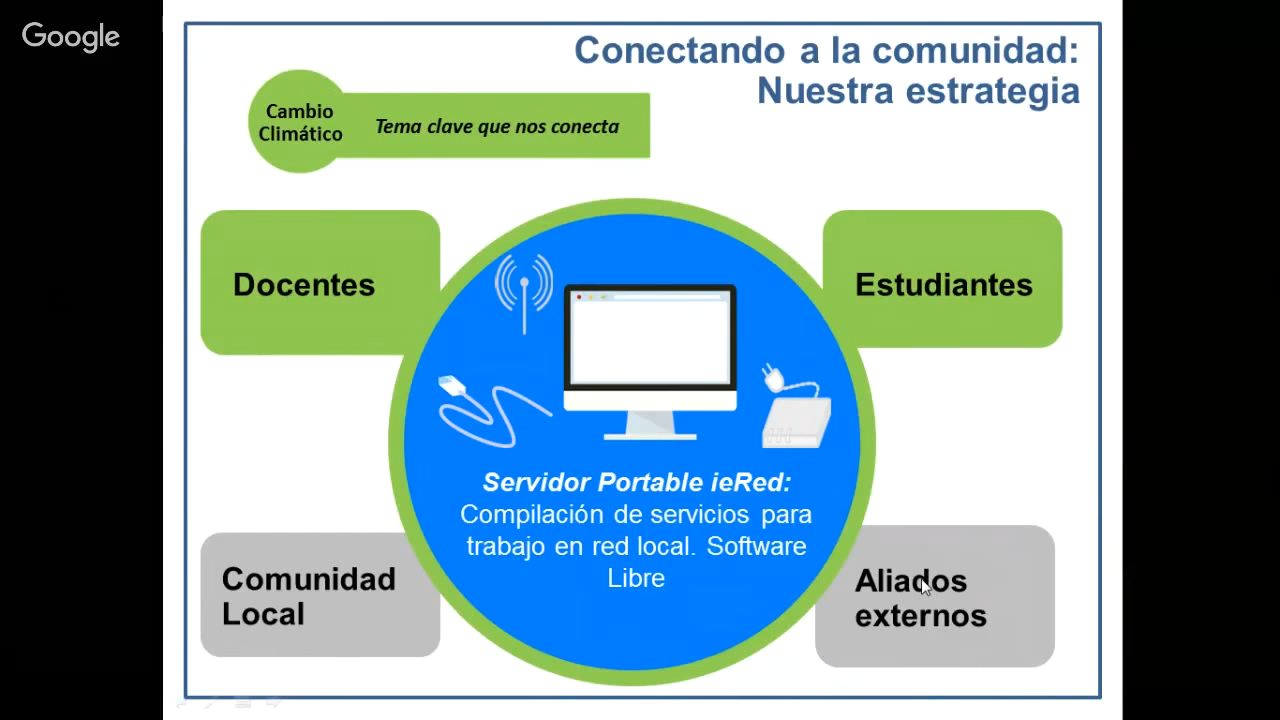 Google
Conectando a la comunidad:
Nuestra estrategia
Cambio
Climático
Tema clave que nos conecta
Docentes
Estudiantes
Servidor Portable ieRed:
Compilación de servicios para
trabajo en red local. Software
Libre
Comunidad
Local
Aliados
externos